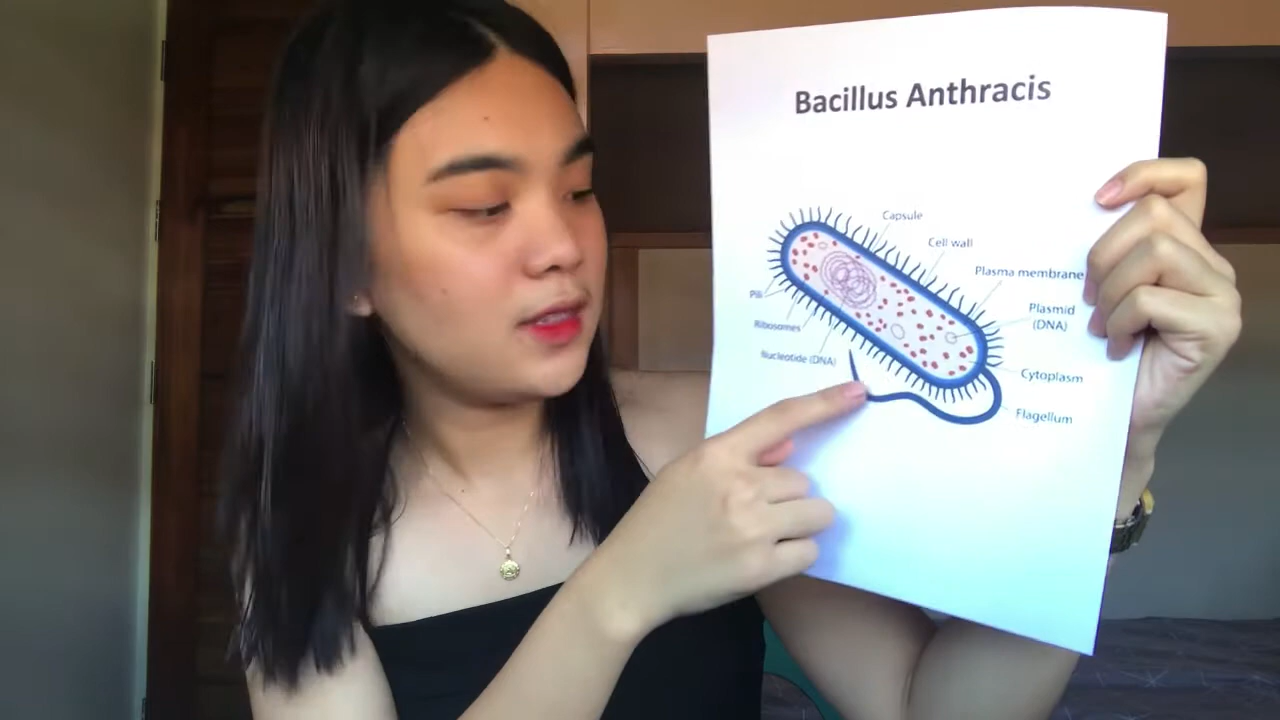 Bacillus Anthracis
Capsule
Cell wall
Plasma membrane
Plasmid
(DNA)
Pili
Ribosomes
Nucleotide (DNA)
Cytoplasm
Flagellum